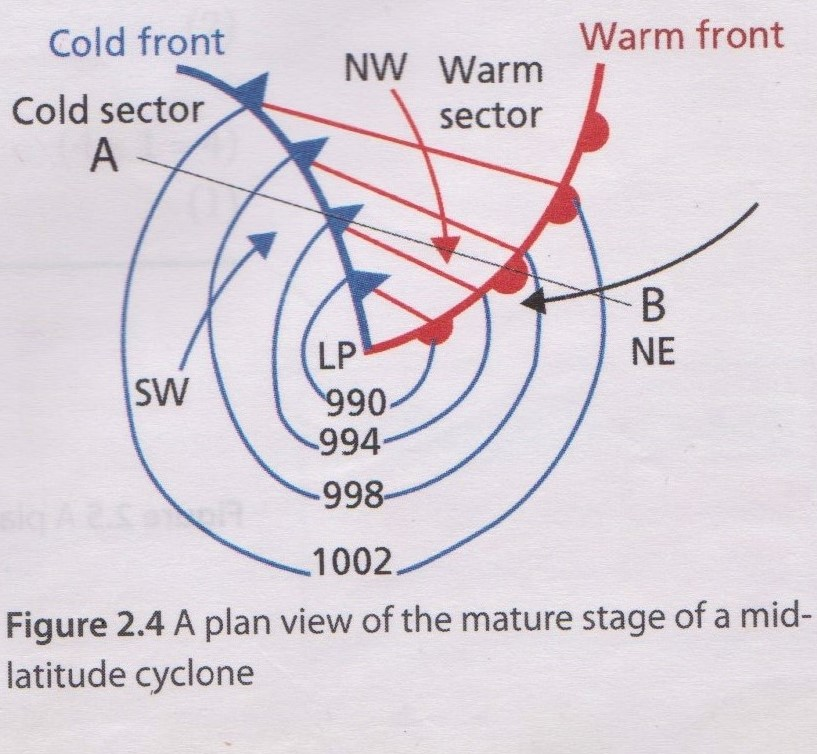 Cold front
Warm front
NW Warm
sector
Cold sector
A
B
NE
SW
LP
990
994
998
1002
Figure 2.4 A plan view of the mature stage of a mid-
latitude cyclone